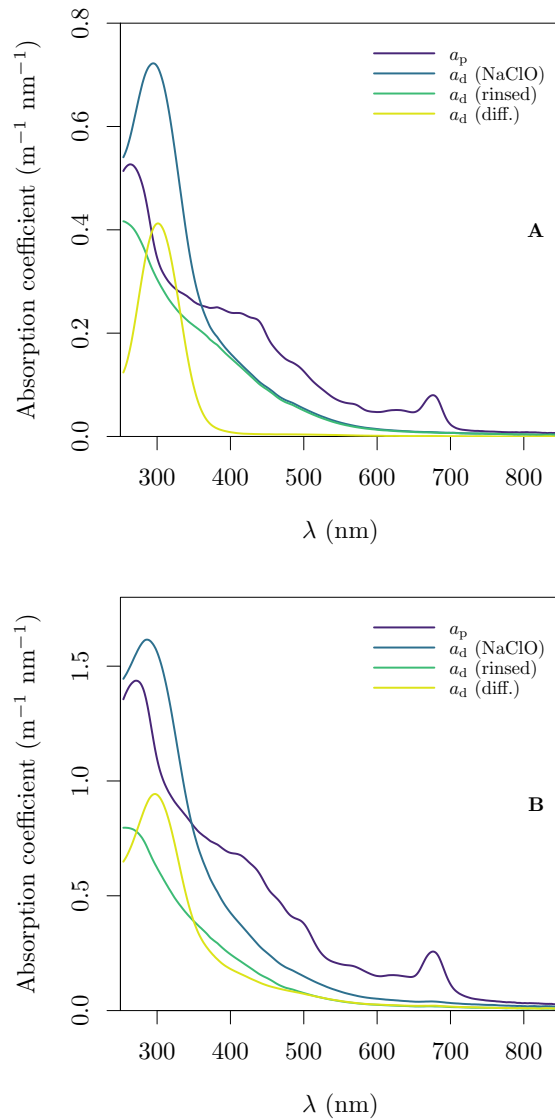 0.8
0.6
0.4
0.2
0.0
Absorption coefficient (m⁻¹ nm⁻¹)
a_p
a_d (NaClO)
a_d (rinsed)
a_d (diff.)
A
300 400 500 600 700 800
λ (nm)
1.5
1.0
0.5
0.0
Absorption coefficient (m⁻¹ nm⁻¹)
a_p
a_d (NaClO)
a_d (rinsed)
a_d (diff.)
B
300 400 500 600 700 800
λ (nm)